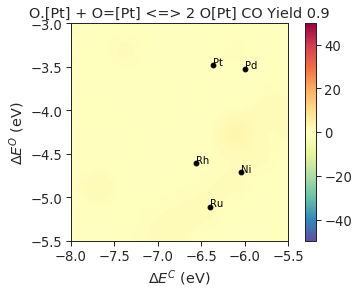 O.[Pt] + O=[Pt] <=> 2 O[Pt] CO Yield 0.9
−3.0
−3.5
−4.0
−4.5
−5.0
−5.5
ΔE^O (eV)
Pt
Pd
Rh
Ni
Ru
−8.0 −7.5 −7.0 −6.5 −6.0 −5.5
ΔE^C (eV)
40
20
0
−20
−40